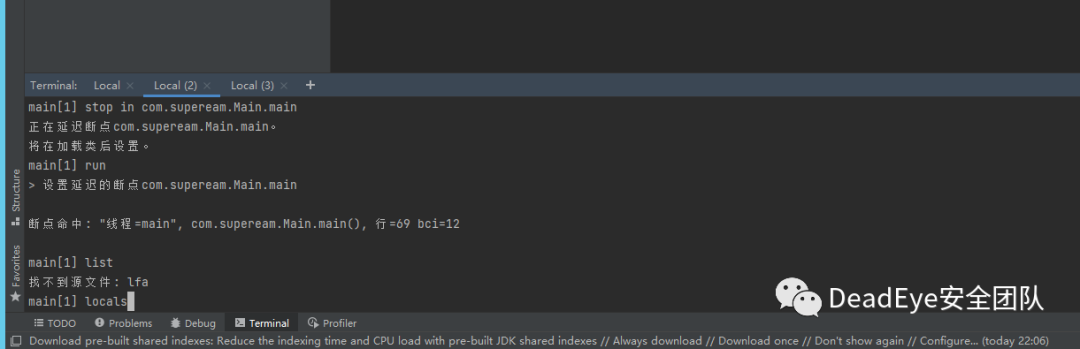 Terminal: Local × Local (2) × Local (3) × +
main[1] stop in com.supeream.Main.main
正在延迟断点com.supeream.Main.main。
将在加载类后设置。
main[1] run
> 设置延迟的断点com.supeream.Main.main
断点命中: "线程=main", com.supeream.Main.main(), 行=69 bci=12
main[1] list
找不到源文件: lfa
main[1] locals
Structure
Favorites
DeadEye安全团队
TODO Problems Debug Terminal Profiler
Download pre-built shared indexes: Reduce the indexing time and CPU load with pre-built JDK shared indexes // Always download // Download once // Don't show again // Configure... (today 22:06)